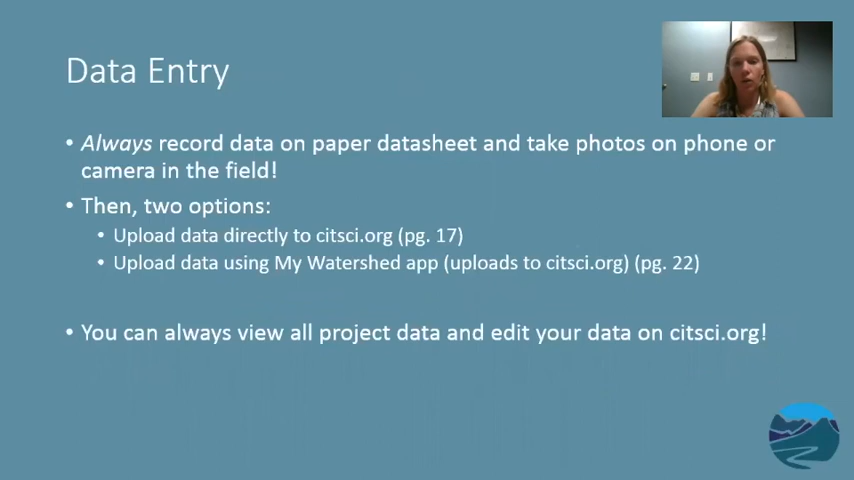 Data Entry
• Always record data on paper datasheet and take photos on phone or
camera in the field!
• Then, two options:
• Upload data directly to citsci.org (pg. 17)
• Upload data using My Watershed app (uploads to citsci.org) (pg. 22)
• You can always view all project data and edit your data on citsci.org!